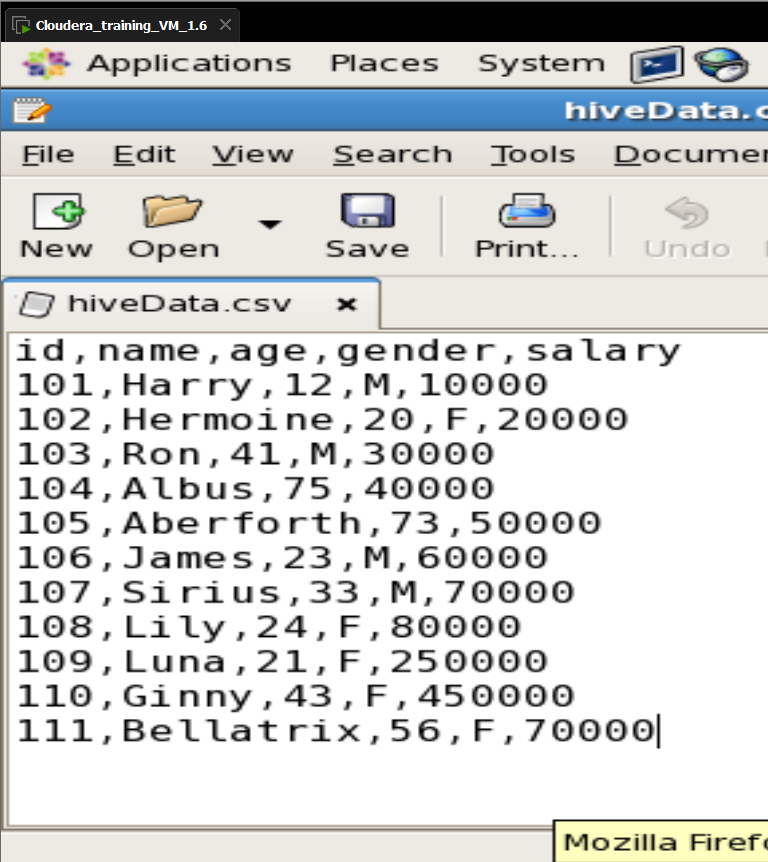 Cloudera_training_VM_1.6
Applications Places System
hiveData.c
File Edit View Search Tools Documen
New Open Save Print... Undo
hiveData.csv
id,name,age,gender,salary
101,Harry,12,M,10000
102,Hermoine,20,F,20000
103,Ron,41,M,30000
104,Albus,75,40000
105,Aberforth,73,50000
106,James,23,M,60000
107,Sirius,33,M,70000
108,Lily,24,F,80000
109,Luna,21,F,250000
110,Ginny,43,F,450000
111,Bellatrix,56,F,70000
Mozilla Firefo